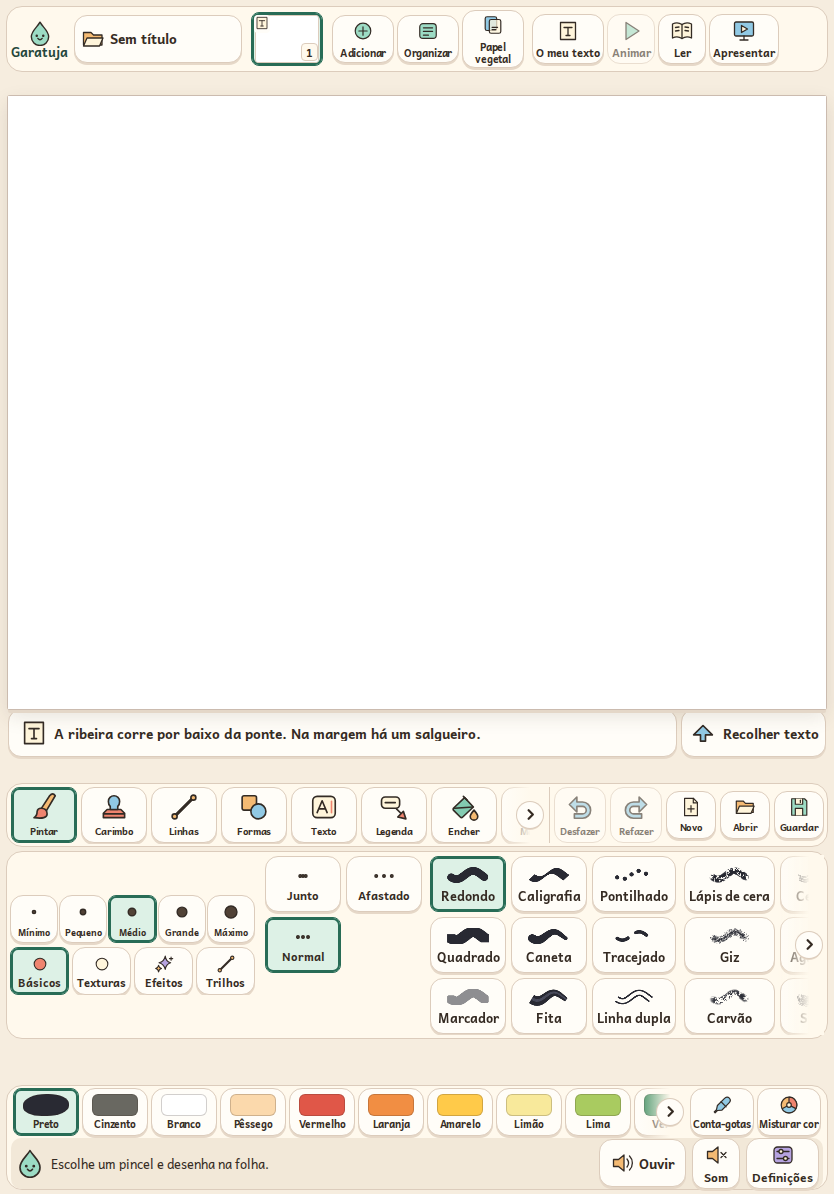 Garatuja
Sem título
1
Adicionar
Organizar
Papel
vegetal
O meu texto
Animar
Ler
Apresentar
A ribeira corre por baixo da ponte. Na margem há um salgueiro.
Recolher texto
Pintar
Carimbo
Linhas
Formas
Texto
Legenda
Encher
Desfazer
Refazer
Novo
Abrir
Guardar
Mínimo
Pequeno
Médio
Grande
Máximo
Básicos
Texturas
Efeitos
Trilhos
Junto
Afastado
Normal
Redondo
Caligrafia
Pontilhado
Lápis de cera
Quadrado
Caneta
Tracejado
Giz
Marcador
Fita
Linha dupla
Carvão
Preto
Cinzento
Branco
Pêssego
Vermelho
Laranja
Amarelo
Limão
Lima
Conta-gotas
Misturar cor
Escolhe um pincel e desenha na folha.
Ouvir
Som
Definições